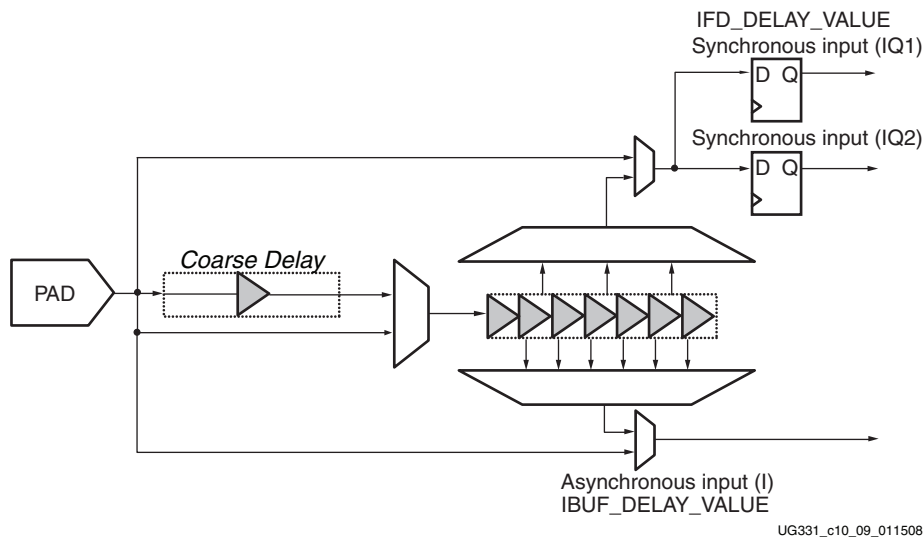 IFD_DELAY_VALUE
Synchronous input (IQ1)
D Q
Synchronous input (IQ2)
D Q
Coarse Delay
PAD
Asynchronous input (I)
IBUF_DELAY_VALUE
UG331_c10_09_011508